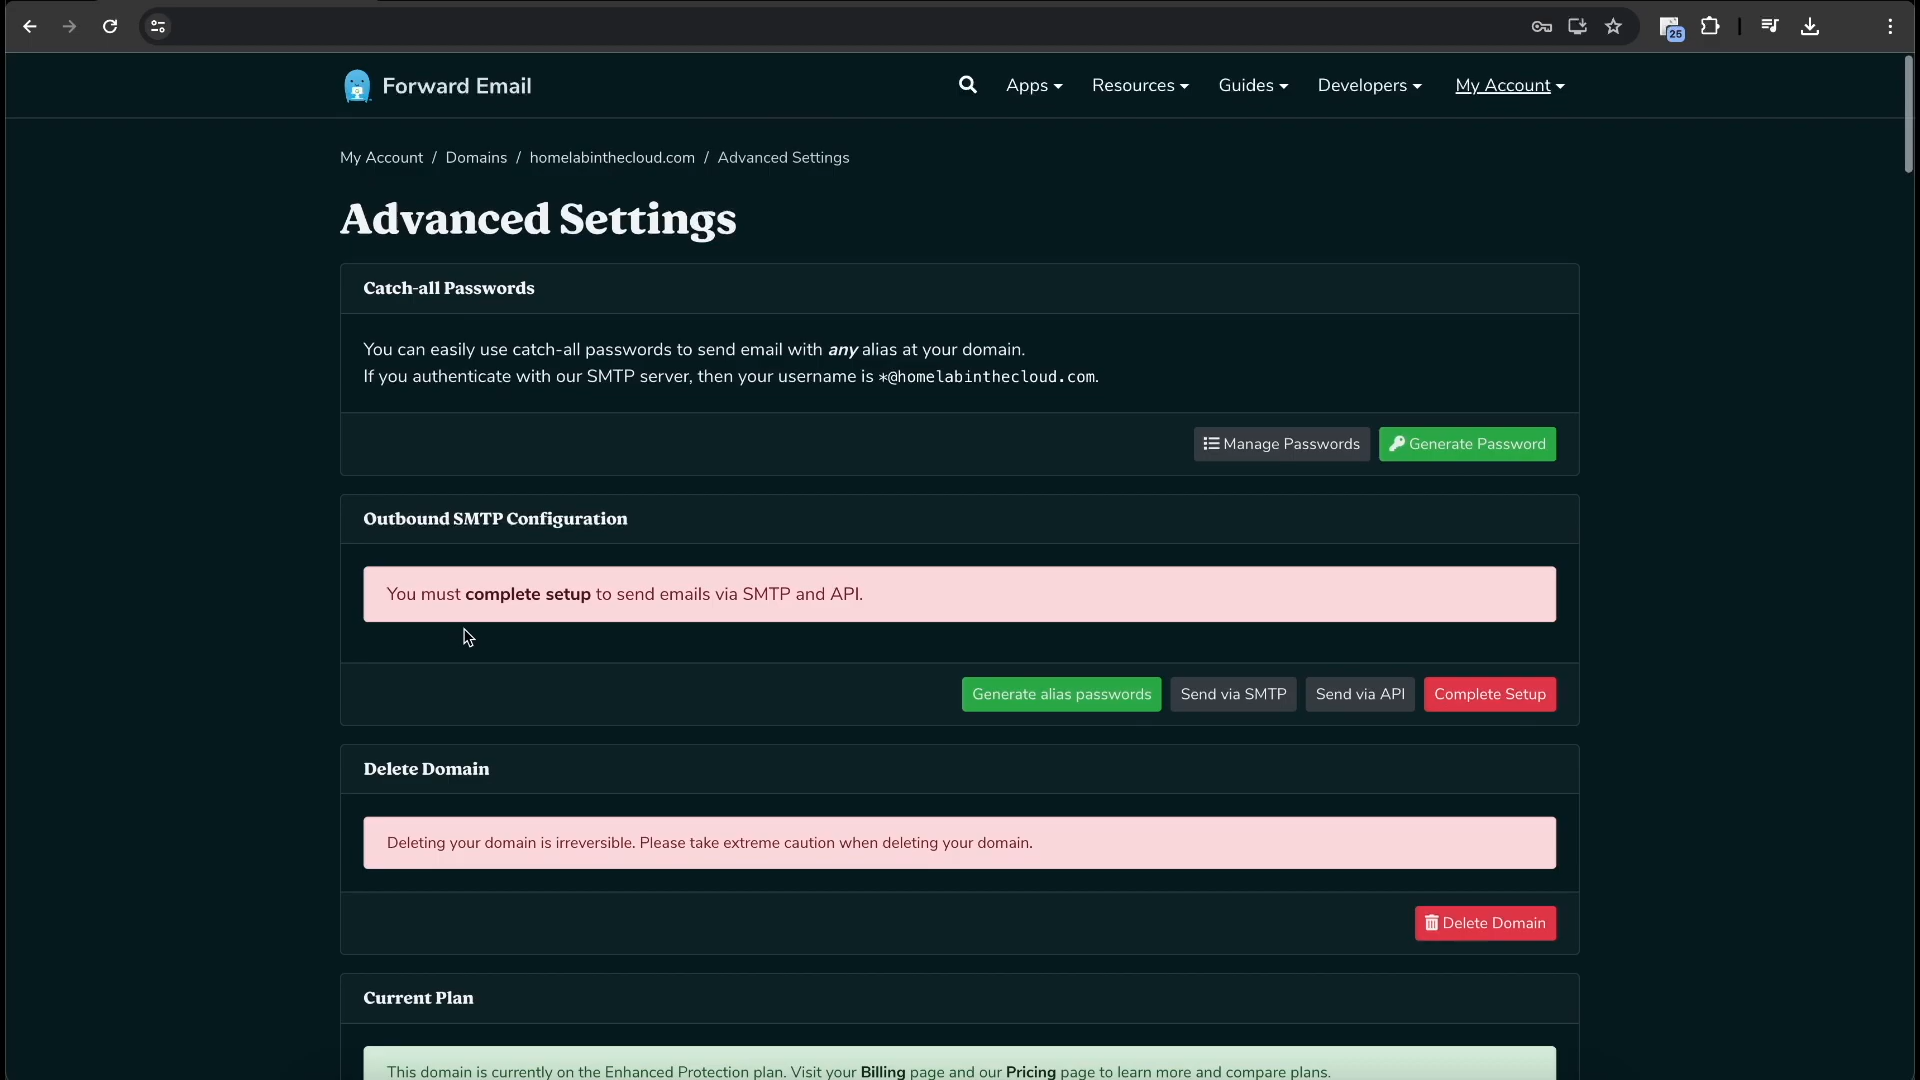 25
Forward Email
Apps
Resources
Guides
Developers
My Account
My Account / Domains / homelabinthecloud.com / Advanced Settings
Advanced Settings
Catch-all Passwords
You can easily use catch-all passwords to send email with any alias at your domain.
If you authenticate with our SMTP server, then your username is *@homelabinthecloud.com.
Manage Passwords
Generate Password
Outbound SMTP Configuration
You must complete setup to send emails via SMTP and API.
Generate alias passwords
Send via SMTP
Send via API
Complete Setup
Delete Domain
Deleting your domain is irreversible. Please take extreme caution when deleting your domain.
Delete Domain
Current Plan
This domain is currently on the Enhanced Protection plan. Visit your Billing page and our Pricing page to learn more and compare plans.